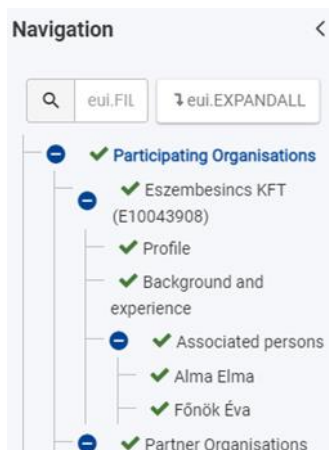 Navigation
eui.FIL
eui.EXPANDALL
Participating Organisations
Eszembesincs KFT
(E10043908)
Profile
Background and
experience
Associated persons
Alma Elma
Főnök Éva
Partner Organisations